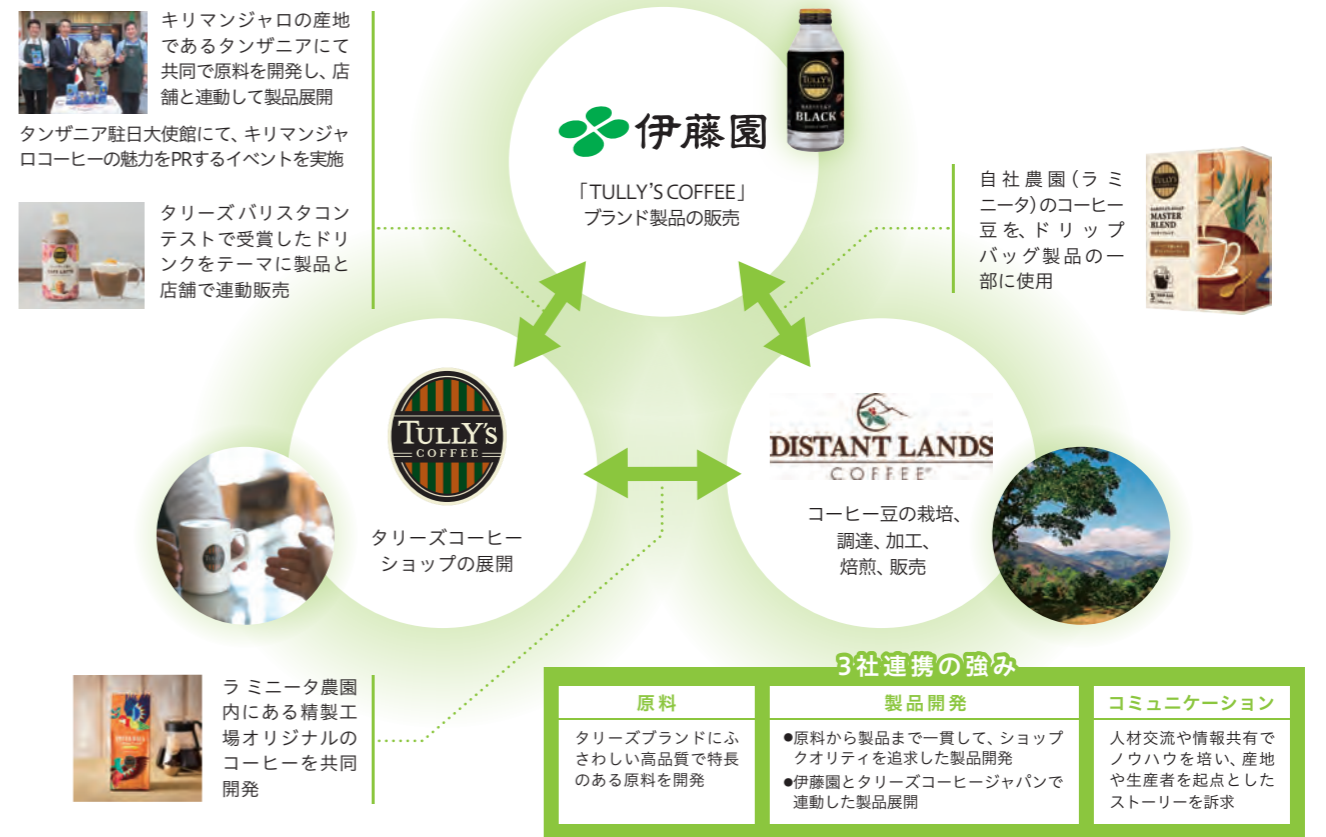 キリマンジャロの産地
であるタンザニアにて
共同で原料を開発し、店
舗と連動して製品展開
タンザニア駐日大使館にて、キリマンジャ
ロコーヒーの魅力をPRするイベントを実施
タリーズ バリスタコン
テストで受賞したドリ
ンクをテーマに製品と
店舗で連動販売
伊藤園
「TULLY'S COFFEE」
ブランド製品の販売
TULLY'S
BLACK
自社農園(ラ ミ
ニータ)のコーヒー
豆を、ドリップ
バッグ製品の一
部に使用
TULLY'S
MASTER
BLEND
TULLY'S
COFFEE
タリーズコーヒー
ショップの展開
DISTANT LANDS
COFFEE
コーヒー豆の栽培、
調達、加工、
焙煎、販売
ラ ミニータ農園
内にある精製工
場オリジナルの
コーヒーを共同
開発
3社連携の強み
原料
タリーズブランドにふ
さわしい高品質で特長
のある原料を開発
製品開発
●原料から製品まで一貫して、ショップ
クオリティを追求した製品開発
●伊藤園とタリーズコーヒージャパンで
連動した製品展開
コミュニケーション
人材交流や情報共有で
ノウハウを培い、産地
や生産者を起点とした
ストーリーを訴求